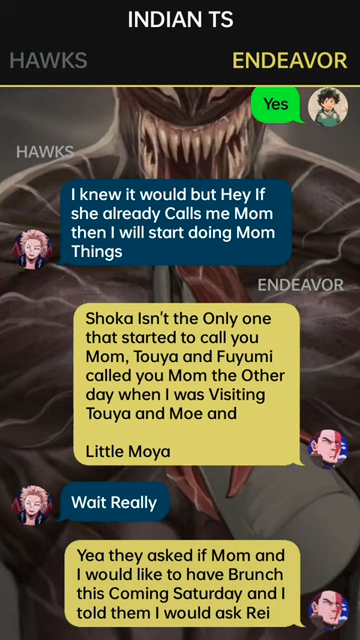 INDIAN TS
HAWKS
ENDEAVOR
Yes
HAWKS
I knew it would but Hey If
she already Calls me Mom
then I will start doing Mom
Things
ENDEAVOR
Shoka Isn't the Only one
that started to call you
Mom, Touya and Fuyumi
called you Mom the Other
day when I was Visiting
Touya and Moe and
Little Moya
Wait Really
Yea they asked if Mom and
I would like to have Brunch
this Coming Saturday and I
told them I would ask Rei